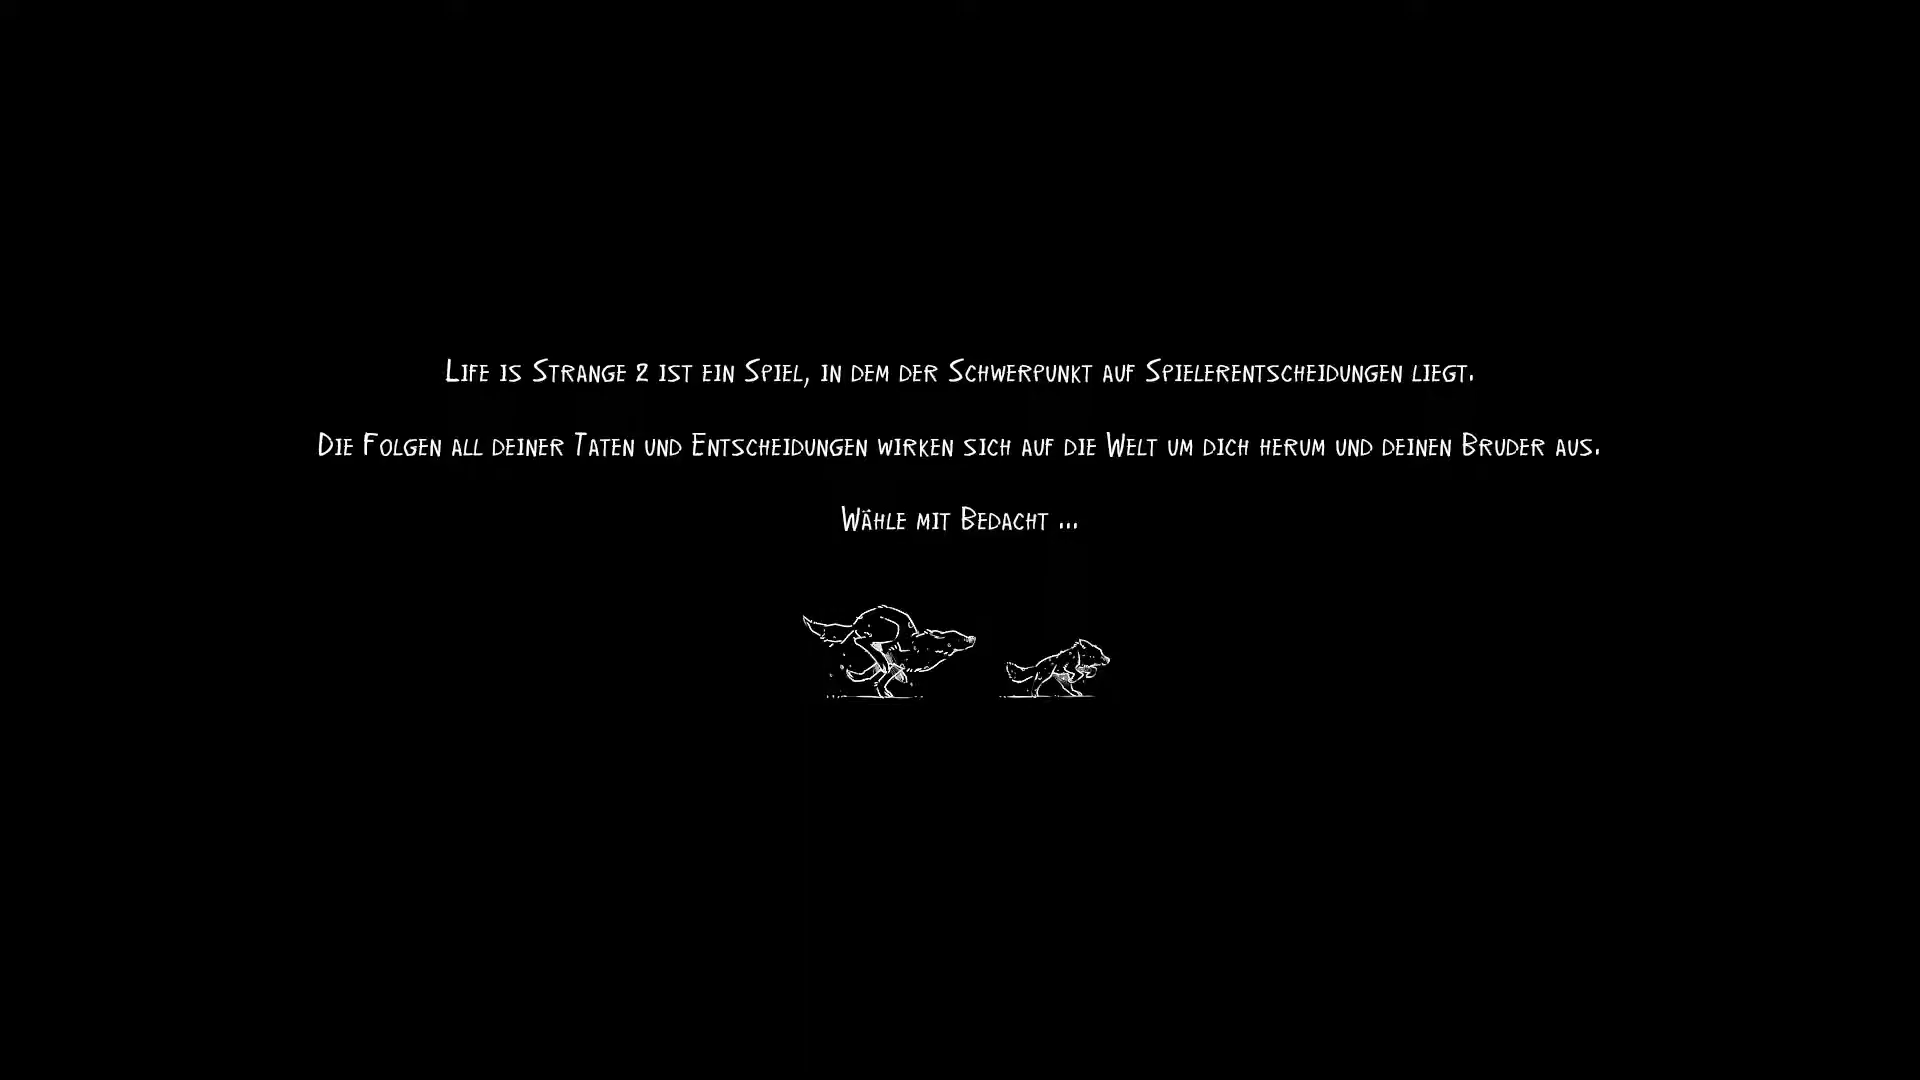 Life is Strange 2 ist ein Spiel, in dem der Schwerpunkt auf Spielerentscheidungen liegt.
Die Folgen all deiner Taten und Entscheidungen wirken sich auf die Welt um dich herum und deinen Bruder aus.
Wähle mit Bedacht ...